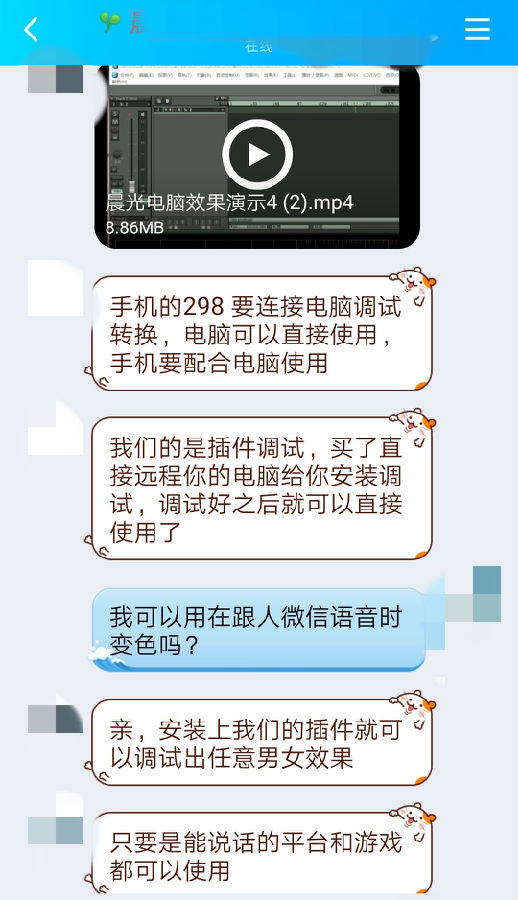 在线
晨光电脑效果演示4 (2).mp4
8.86MB
手机的298 要连接电脑调试
转换，电脑可以直接使用，
手机要配合电脑使用
我们的是插件调试，买了直
接远程你的电脑给你安装调
试，调试好之后就可以直接
使用了
我可以用在跟人微信语音时
变色吗？
亲，安装上我们的插件就可
以调试出任意男女效果
只要是能说话的平台和游戏
都可以使用